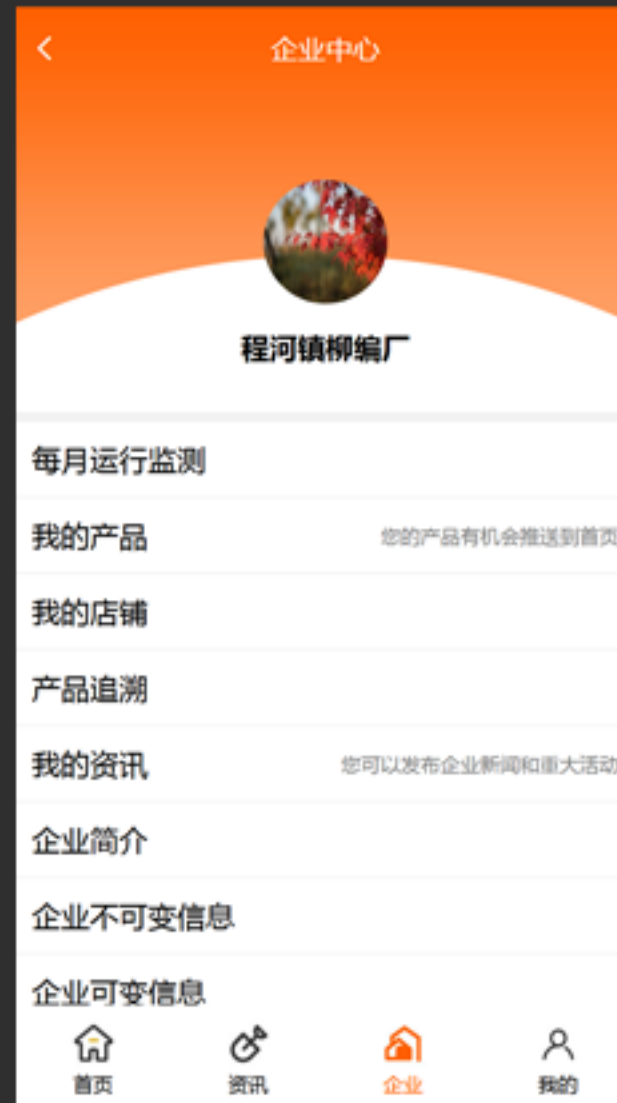 企业中心
程河镇柳编厂
每月运行监测
我的产品 您的产品有机会推送到首页
我的店铺
产品追溯
我的资讯 您可以发布企业新闻和重大活动
企业简介
企业不可变信息
企业可变信息
首页 资讯 企业 我的